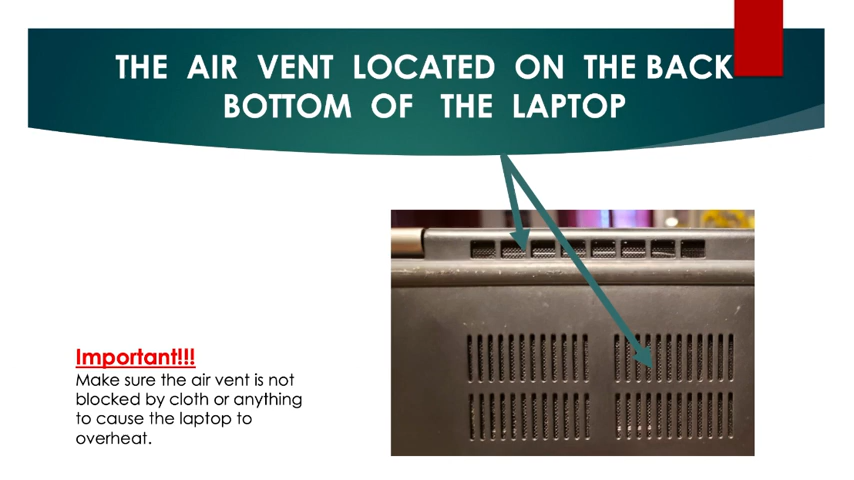 THE AIR VENT LOCATED ON THE BACK
BOTTOM OF THE LAPTOP
Important!!!
Make sure the air vent is not
blocked by cloth or anything
to cause the laptop to
overheat.